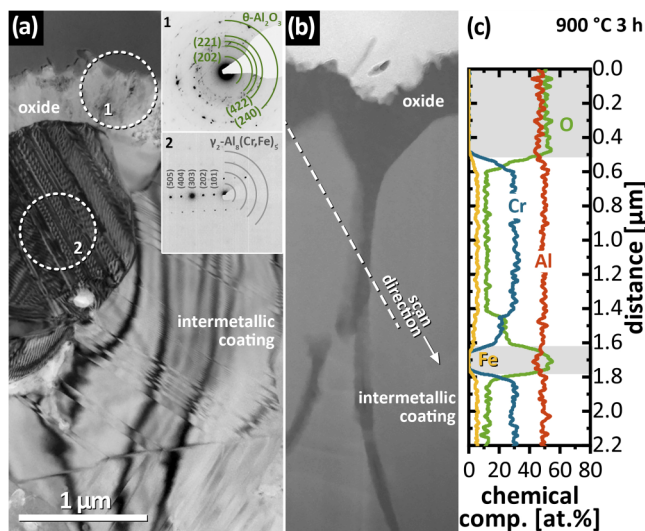 (a)
1
θ-Al₂O₃
(221)
(202)
(422)
(240)
oxide
1
2
γ₂-Al₈(Cr,Fe)₅
(505)
(404)
(303)
(202)
(101)
2
intermetallic
coating
1 µm
(b)
oxide
scan
direction
intermetallic
coating
(c)
900 °C 3 h
O
Cr
Al
Fe
0.0
0.2
0.4
0.6
0.8
1.0
1.2
1.4
1.6
1.8
2.0
2.2
distance [µm]
0 20 40 60 80
chemical
comp. [at.%]